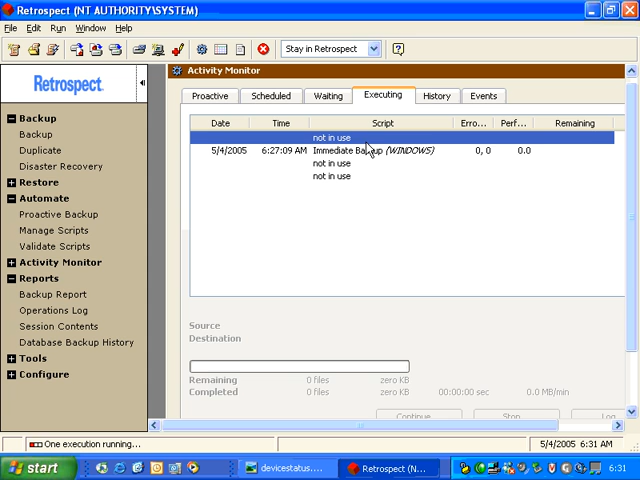 Retrospect (NT AUTHORITY\SYSTEM)
File Edit Run Window Help
Stay in Retrospect
Retrospect.
Backup
Backup
Duplicate
Disaster Recovery
Restore
Automate
Proactive Backup
Manage Scripts
Validate Scripts
Activity Monitor
Reports
Backup Report
Operations Log
Session Contents
Database Backup History
Tools
Configure
Activity Monitor
Proactive Scheduled Waiting Executing History Events
Date Time Script Erro... Perf... Remaining
not in use
5/4/2005 6:27:09 AM Immediate Backup (WINDOWS) 0, 0 0.0
not in use
not in use
Source
Destination
Remaining 0 files zero KB
Completed 0 files zero KB 00:00:00 sec 0.0 MB/min
Continue Stop Log
One execution running... 5/4/2005 6:31 AM
start devicestatus.... Retrospect (N... 6:31